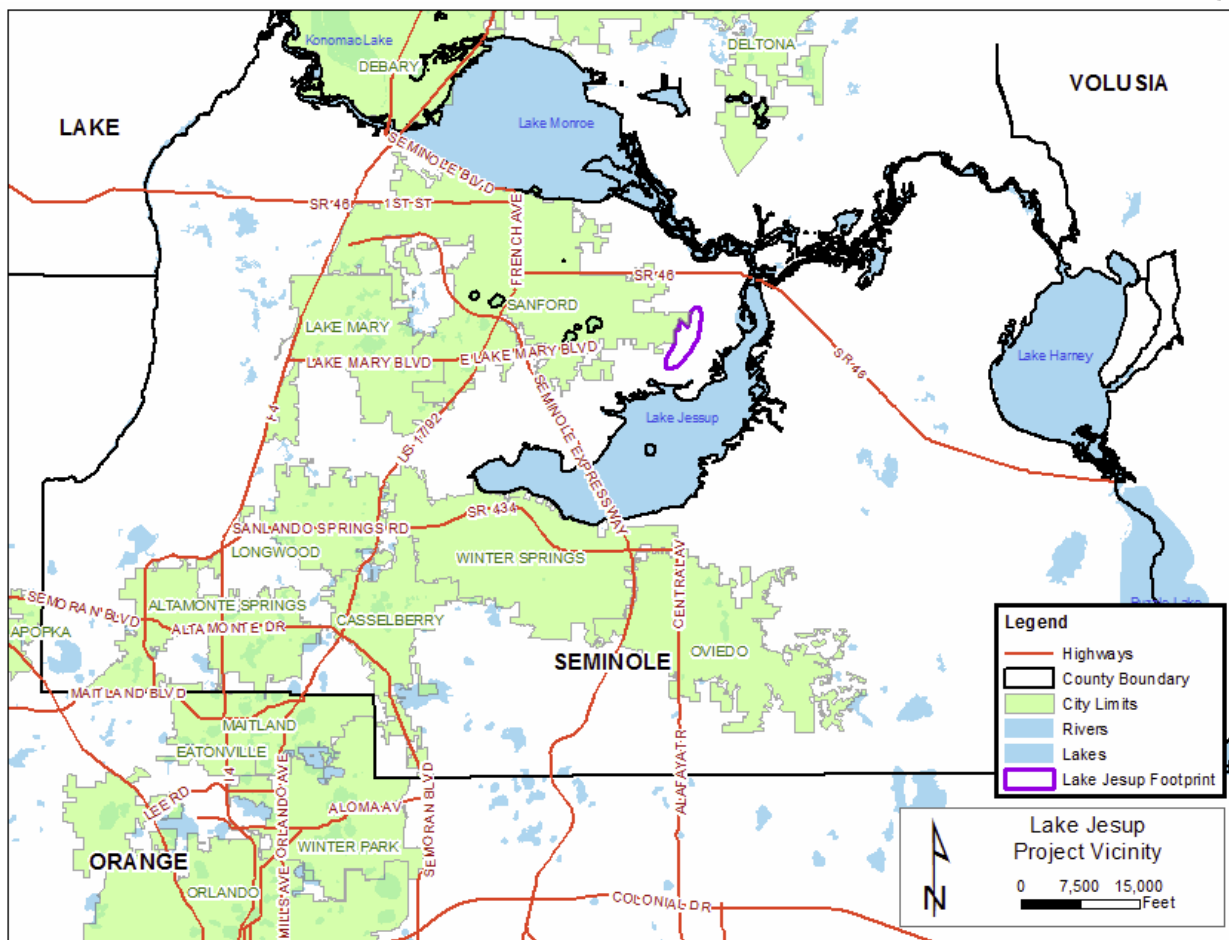 Konomac Lake
DEBARY
DELTONA
VOLUSIA
LAKE
Lake Monroe
SEMINOLE BLVD
SR 46
1ST ST
FRENCH AVE
SR 46
SANFORD
LAKE MARY
LAKE MARY BLVD
E LAKE MARY BLVD
SR 46
Lake Harney
I 4
US 17/92
SEMINOLE EXPRESSWAY
Lake Jessup
SANLANDO SPRINGS RD
SR 434
LONGWOOD
WINTER SPRINGS
CENTRAL AV
SEMORAN BLVD
ALTAMONTE SPRINGS
APOPKA
ALTAMONTE DR
CASSELBERRY
OVIEDO
SEMINOLE
MAITLAND BLVD
MAITLAND
EATONVILLE
I 4
LEE RD
ORLANDO AVE
ALOMA AV
SEMORAN BLVD
ALAFAYA TR
WINTER PARK
ORANGE
ORLANDO
MILLS AVE
COLONIAL DR
Legend
Highways
County Boundary
City Limits
Rivers
Lakes
Lake Jesup Footprint
N
Lake Jesup
Project Vicinity
0 7,500 15,000
Feet